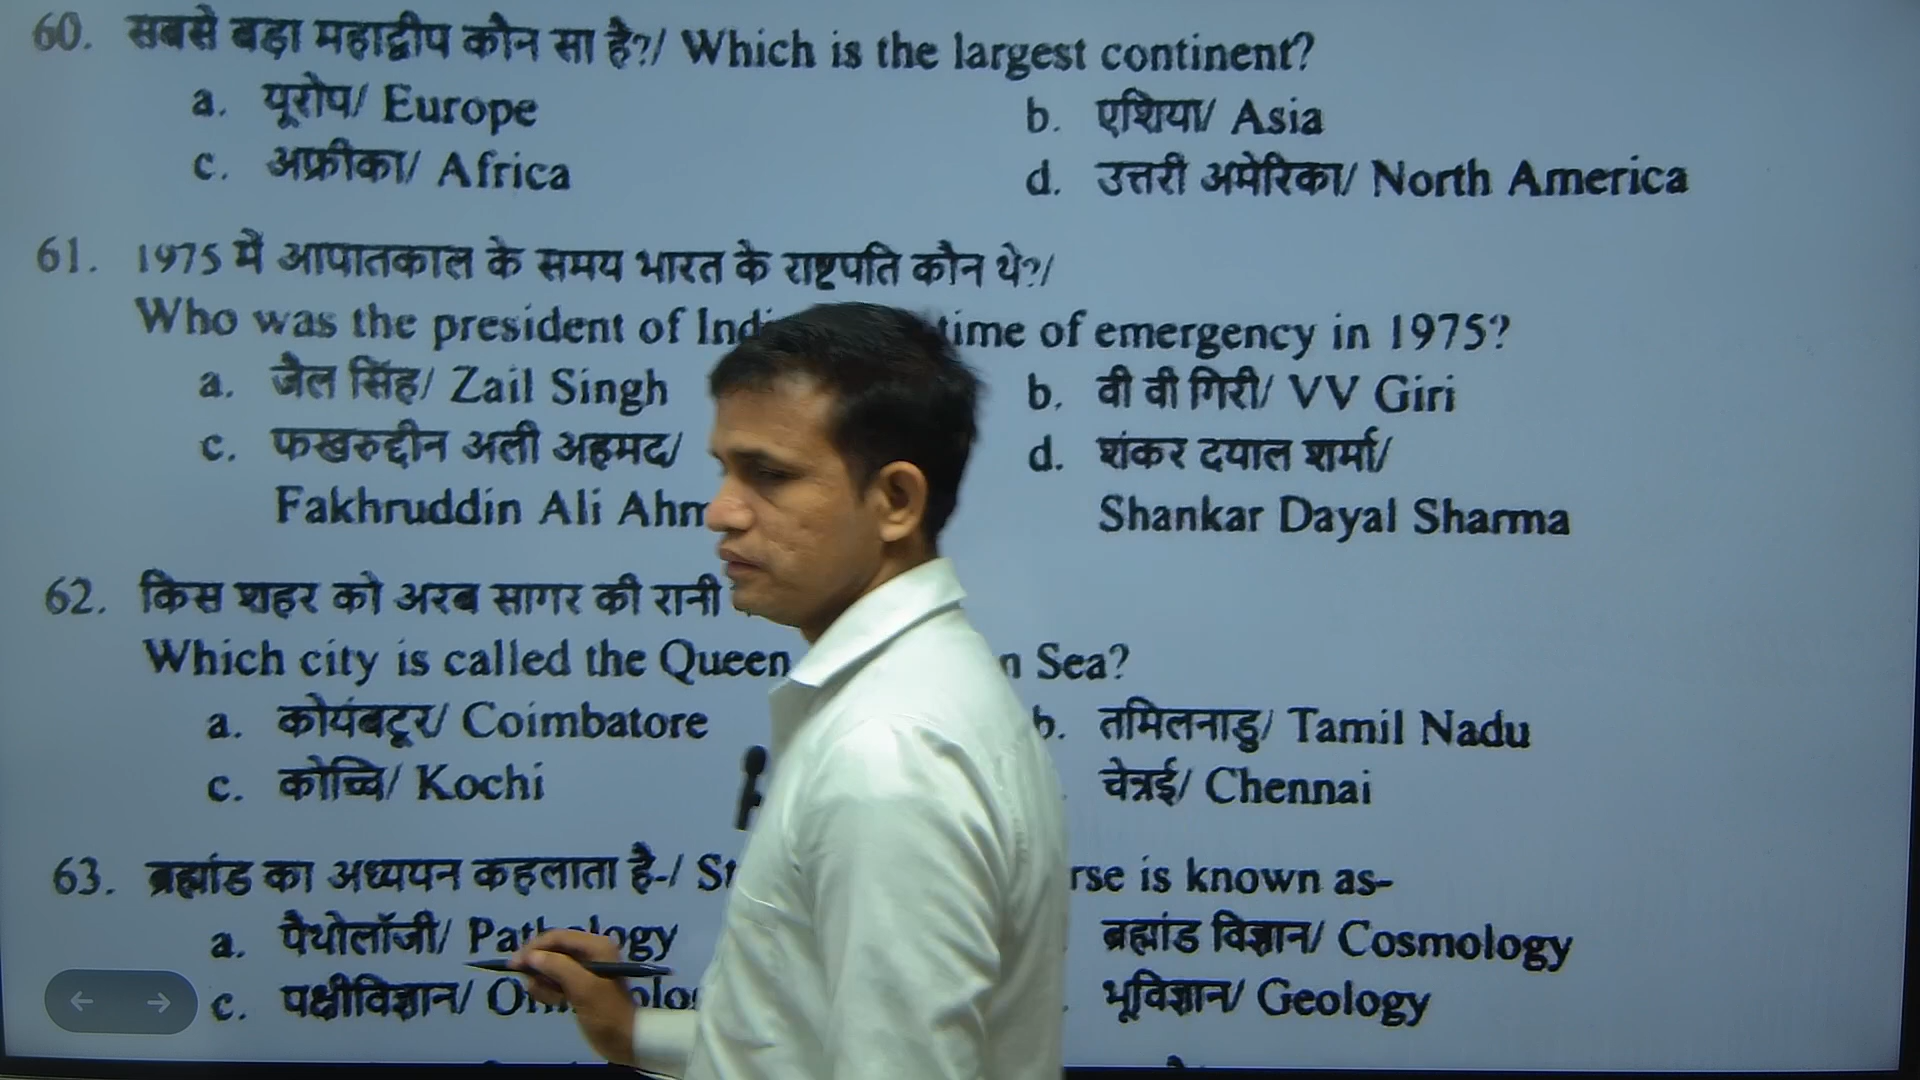 60. सबसे बड़ा महाद्वीप कौन सा है?/ Which is the largest continent?
a. यूरोप/ Europe b. एशिया/ Asia
c. अफ्रीका/ Africa d. उत्तरी अमेरिका/ North America
61. 1975 में आपातकाल के समय भारत के राष्ट्रपति कौन थे?/
Who was the president of time of emergency in 1975?
a. जैल सिंह/ Zail Singh b. वी वी गिरी/ VV Giri
c. फखरुद्दीन अली अहमद/ d. शंकर दयाल शर्मा/
Fakhruddin Ali Shankar Dayal Sharma
62. किस शहर को अरब सागर की रानी
Which city is called the Queen Sea?
a. कोयंबटूर/ Coimbatore b. तमिलनाडु/ Tamil Nadu
c. कोच्चि/ Kochi चेन्नई/ Chennai
63. ब्रह्मांड का अध्ययन कहलाता है-/ is known as-
a. पैथोलॉजी/ Pathology ब्रह्मांड विज्ञान/ Cosmology
c. पक्षीविज्ञान/ भूविज्ञान/ Geology